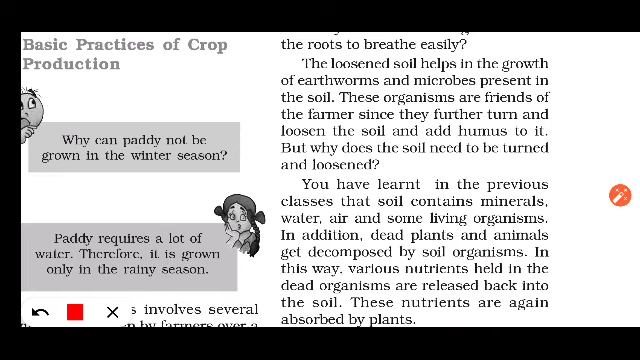 Basic Practices of Crop
Production
Why can paddy not be
grown in the winter season?
Paddy requires a lot of
water. Therefore, it is grown
only in the rainy season.
s involves several
by farmers over a
the roots to breathe easily?
The loosened soil helps in the growth
of earthworms and microbes present in
the soil. These organisms are friends of
the farmer since they further turn and
loosen the soil and add humus to it.
But why does the soil need to be turned
and loosened?
You have learnt in the previous
classes that soil contains minerals,
water, air and some living organisms.
In addition, dead plants and animals
get decomposed by soil organisms. In
this way, various nutrients held in the
dead organisms are released back into
the soil. These nutrients are again
absorbed by plants.